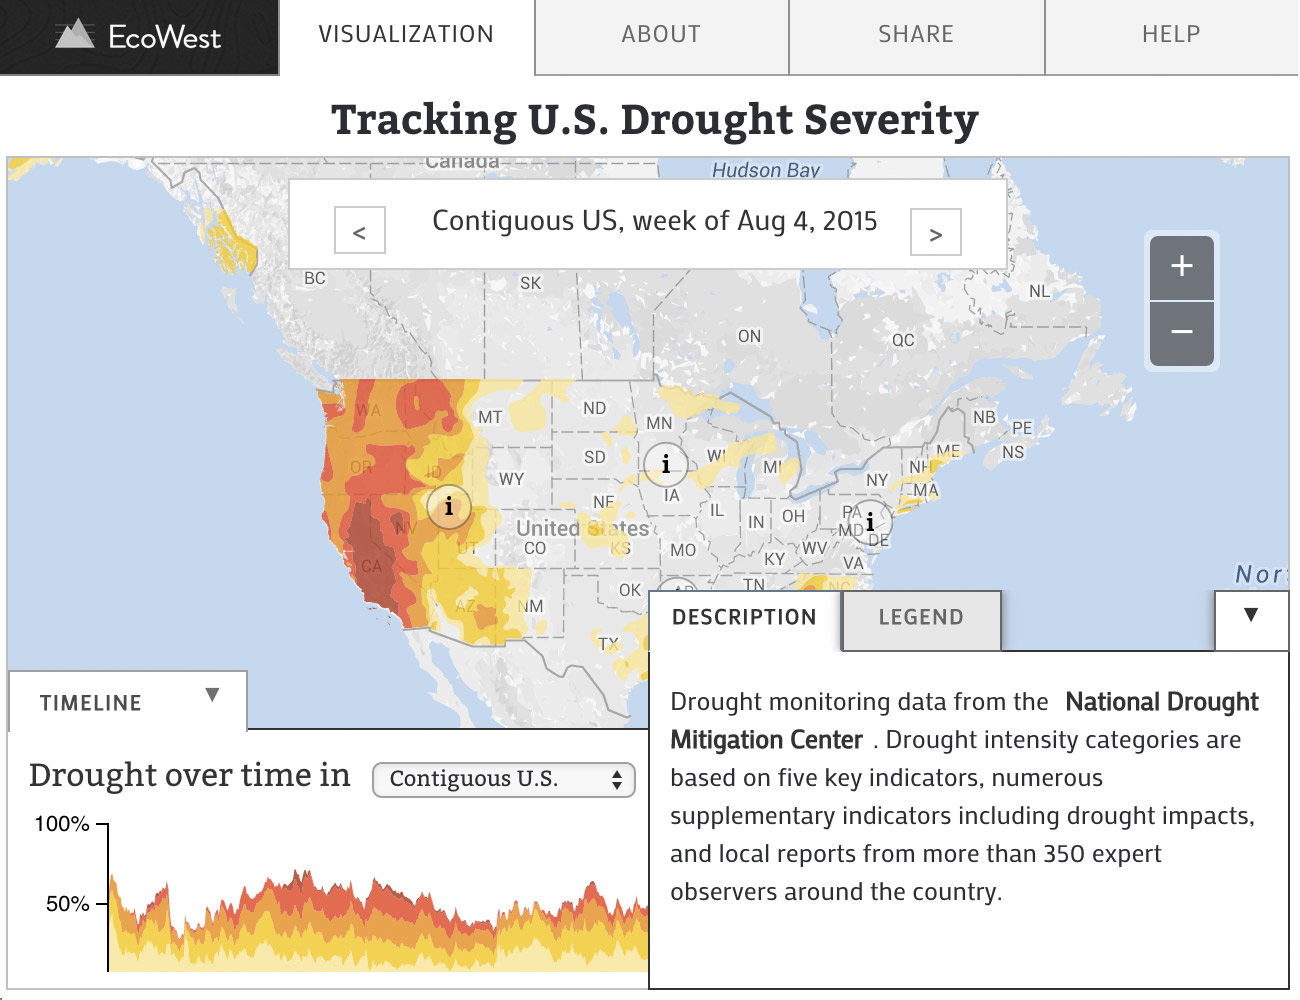 EcoWest
VISUALIZATION
ABOUT
SHARE
HELP
Tracking U.S. Drought Severity
Canada
Hudson Bay
<
Contiguous US, week of Aug 4, 2015
>
+
−
BC
SK
NL
ON
QC
WA
MT
ND
MN
NB
PE
OR
ID
SD
i
WI
MI
ME
NS
NH
WY
NY
MA
IA
NE
i
IL
IN
OH
PA
i
NV
United States
MD
DE
UT
CO
KS
MO
KY
WV
VA
CA
OK
TN
NC
AZ
NM
TX
Nor
DESCRIPTION
LEGEND
▼
TIMELINE
▼
Drought over time in
Contiguous U.S.
100%
50%
Drought monitoring data from the National Drought
Mitigation Center . Drought intensity categories are
based on five key indicators, numerous
supplementary indicators including drought impacts,
and local reports from more than 350 expert
observers around the country.